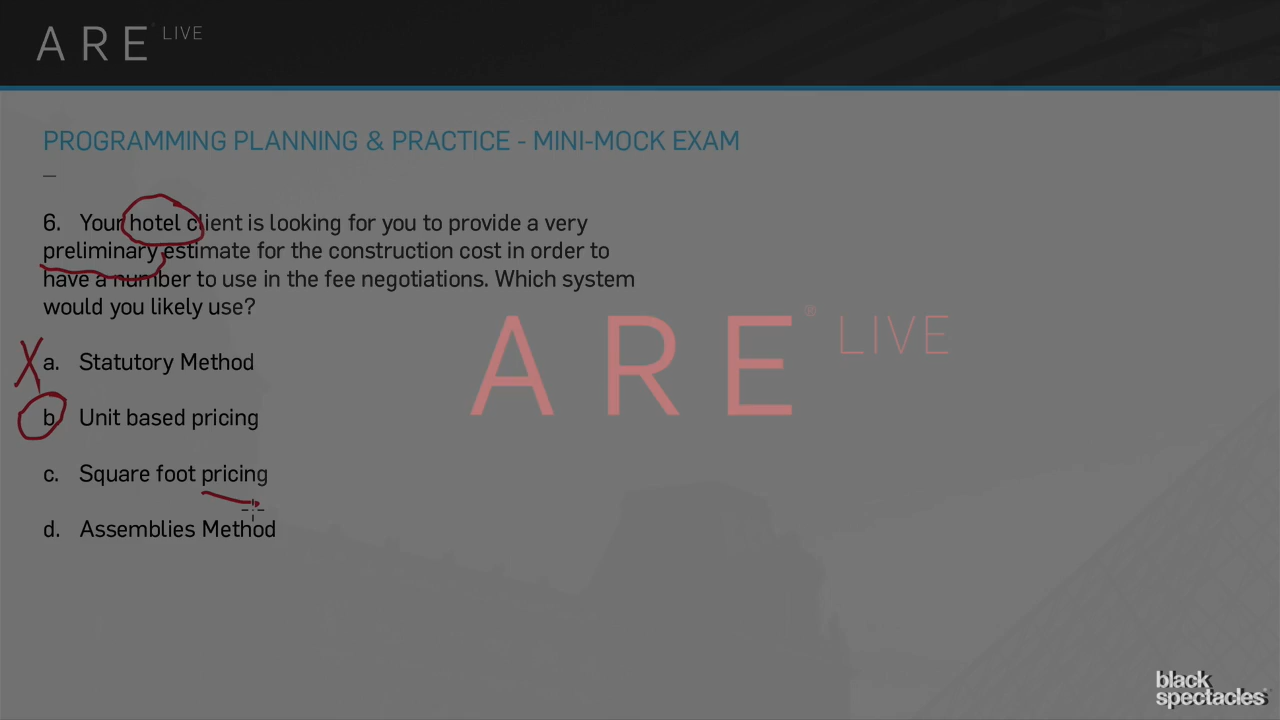 ARE LIVE
PROGRAMMING PLANNING & PRACTICE - MINI-MOCK EXAM
6. Your hotel client is looking for you to provide a very
preliminary estimate for the construction cost in order to
have a number to use in the fee negotiations. Which system
would you likely use?
ARE® LIVE
a. Statutory Method
b. Unit based pricing
c. Square foot pricing
d. Assemblies Method
black
spectacles